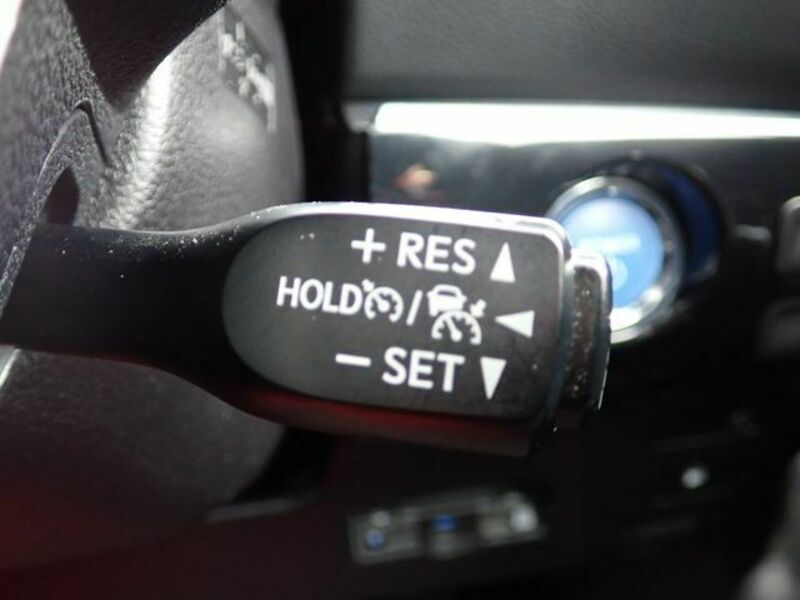 + RES
HOLD /
- SET